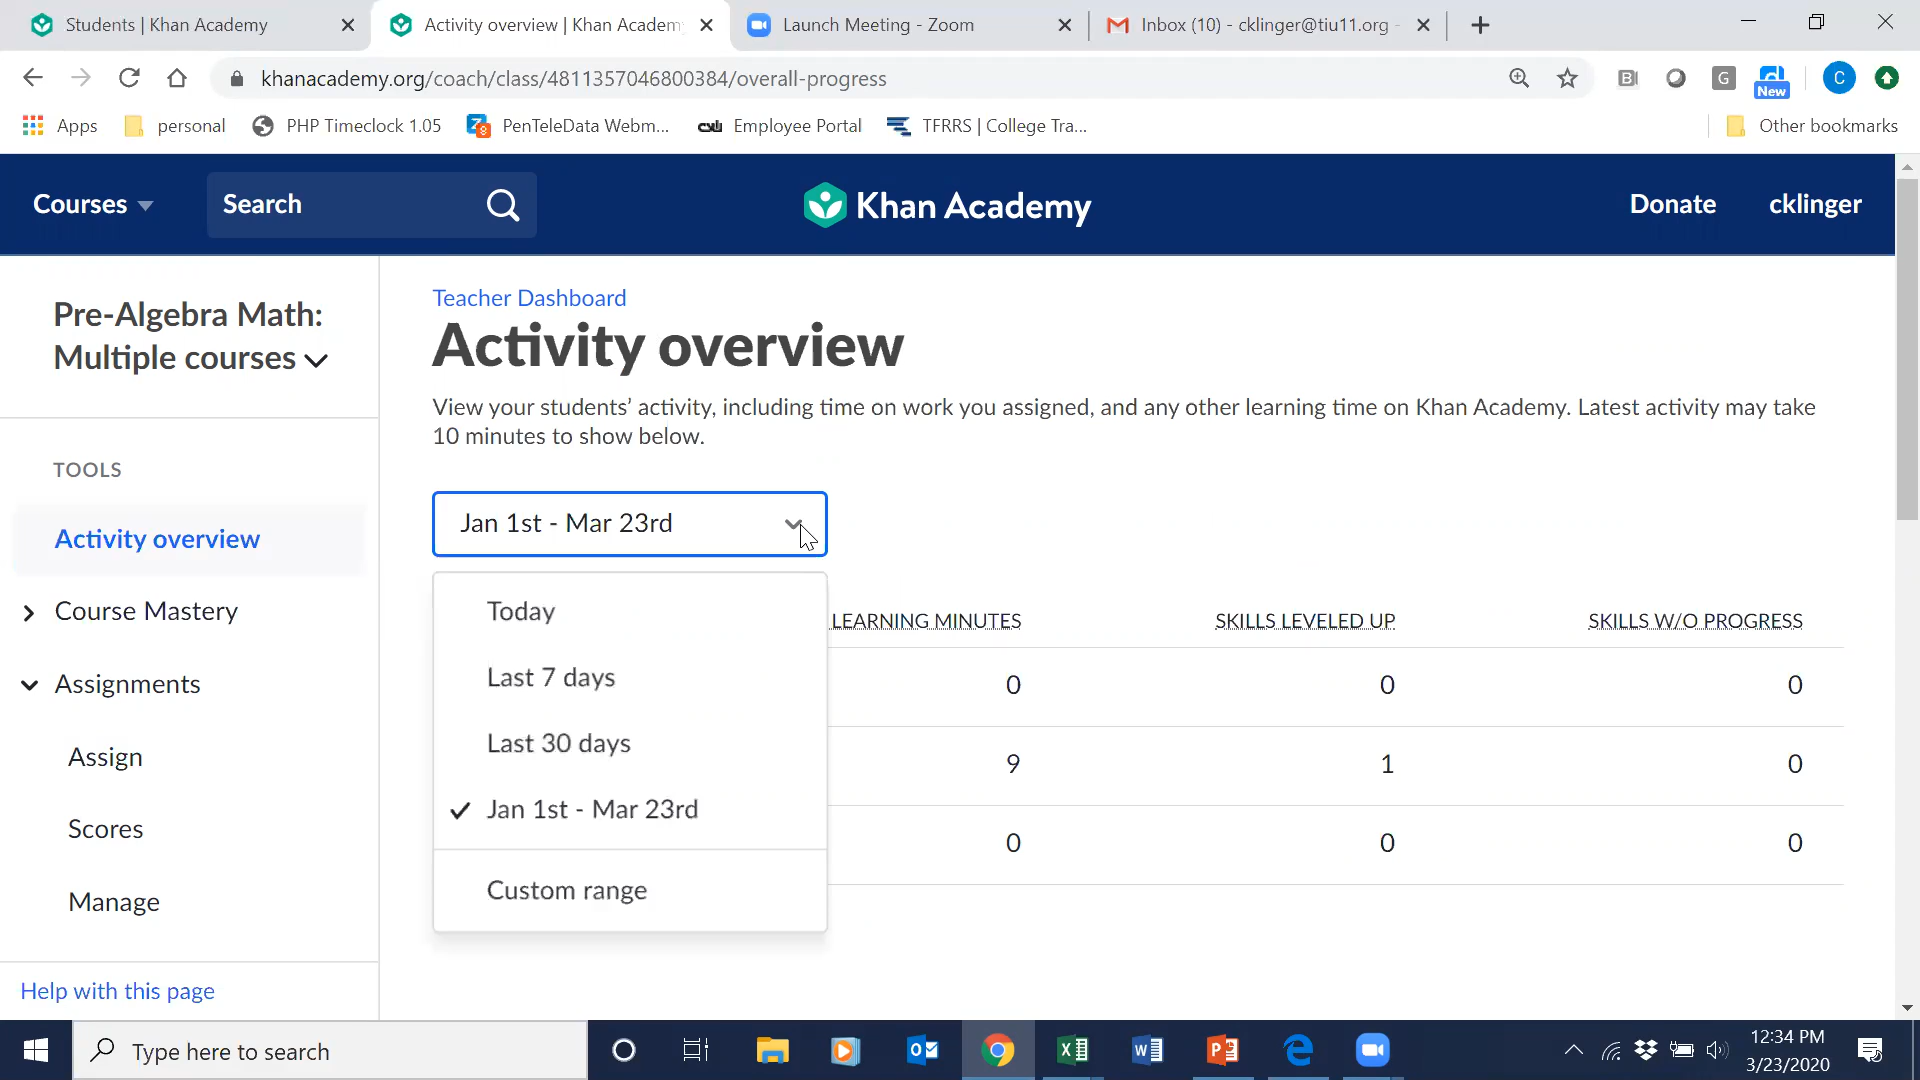 Students | Khan Academy
Activity overview | Khan Academy
Launch Meeting - Zoom
Inbox (10) - cklinger@tiu11.org -
khanacademy.org/coach/class/4811357046800384/overall-progress
B
G
New
C
Apps
personal
PHP Timeclock 1.05
PenTeleData Webm...
Employee Portal
TFRRS | College Tra...
Other bookmarks
Courses
Search
Khan Academy
Donate
cklinger
Pre-Algebra Math:
Multiple courses
TOOLS
Activity overview
Course Mastery
Assignments
Assign
Scores
Manage
Help with this page
Teacher Dashboard
Activity overview
View your students’ activity, including time on work you assigned, and any other learning time on Khan Academy. Latest activity may take
10 minutes to show below.
Jan 1st - Mar 23rd
Today
Last 7 days
Last 30 days
Jan 1st - Mar 23rd
Custom range
LEARNING MINUTES SKILLS LEVELED UP SKILLS W/O PROGRESS
0 0 0
9 1 0
0 0 0
Type here to search
12:34 PM
3/23/2020